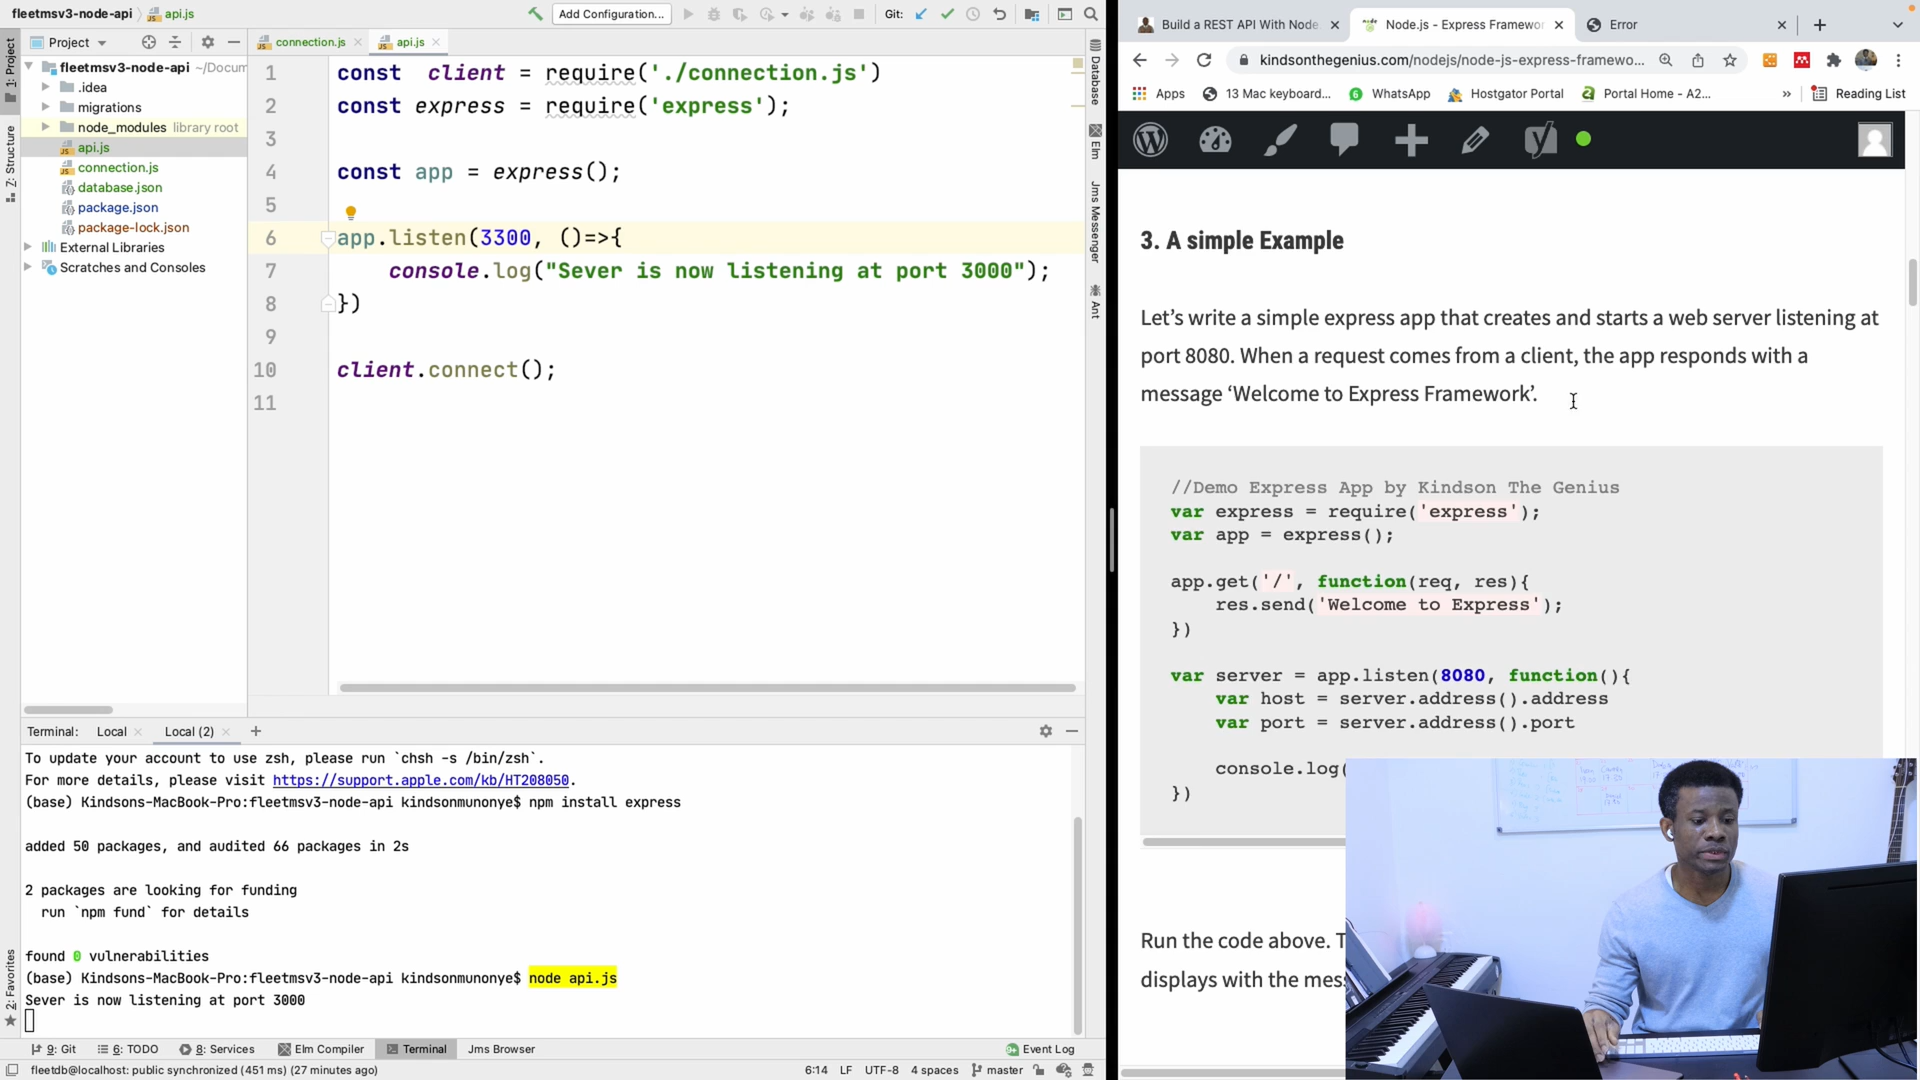 fleetmsv3-node-api
api.js
Add Configuration...
Git:
Project
connection.js
api.js
1: Project
Z: Structure
2: Favorites
fleetmsv3-node-api ~/Docum
.idea
migrations
node_modules library root
api.js
connection.js
database.json
package.json
package-lock.json
External Libraries
Scratches and Consoles
1 const client = require('./connection.js')
2 const express = require('express');
3
4 const app = express();
5
6 app.listen(3300, ()=>{
7 console.log("Sever is now listening at port 3000");
8 })
9
10 client.connect();
11
Database
Elm
Jms Messenger
Ant
Terminal: Local Local (2)
To update your account to use zsh, please run `chsh -s /bin/zsh`.
For more details, please visit https://support.apple.com/kb/HT208050.
(base) Kindsons-MacBook-Pro:fleetmsv3-node-api kindsonmunonye$ npm install express
added 50 packages, and audited 66 packages in 2s
2 packages are looking for funding
run `npm fund` for details
found 0 vulnerabilities
(base) Kindsons-MacBook-Pro:fleetmsv3-node-api kindsonmunonye$ node api.js
Sever is now listening at port 3000
9: Git 6: TODO 8: Services Elm Compiler Terminal Jms Browser Event Log
fleetdb@localhost: public synchronized (451 ms) (27 minutes ago) 6:14 LF UTF-8 4 spaces master
Build a REST API With Node
Node.js - Express Framewor
Error
kindsonthegenius.com/nodejs/node-js-express-framewo...
Apps
13 Mac keyboard...
WhatsApp
Hostgator Portal
Portal Home - A2...
»
Reading List
3. A simple Example
Let’s write a simple express app that creates and starts a web server listening at
port 8080. When a request comes from a client, the app responds with a
message ‘Welcome to Express Framework’.
//Demo Express App by Kindson The Genius
var express = require('express');
var app = express();
app.get('/', function(req, res){
res.send('Welcome to Express');
})
var server = app.listen(8080, function(){
var host = server.address().address
var port = server.address().port
console.log(
})
Run the code above. T
displays with the mes